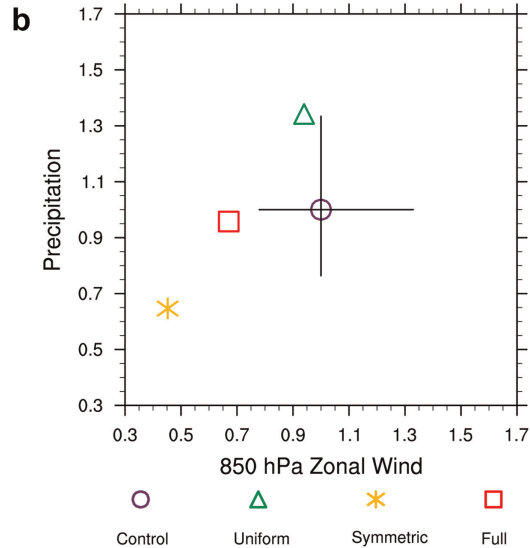 b
1.7
1.5
1.3
1.1
0.9
0.7
0.5
0.3
Precipitation
0.3 0.5 0.7 0.9 1.1 1.3 1.5 1.7
850 hPa Zonal Wind
Control Uniform Symmetric Full